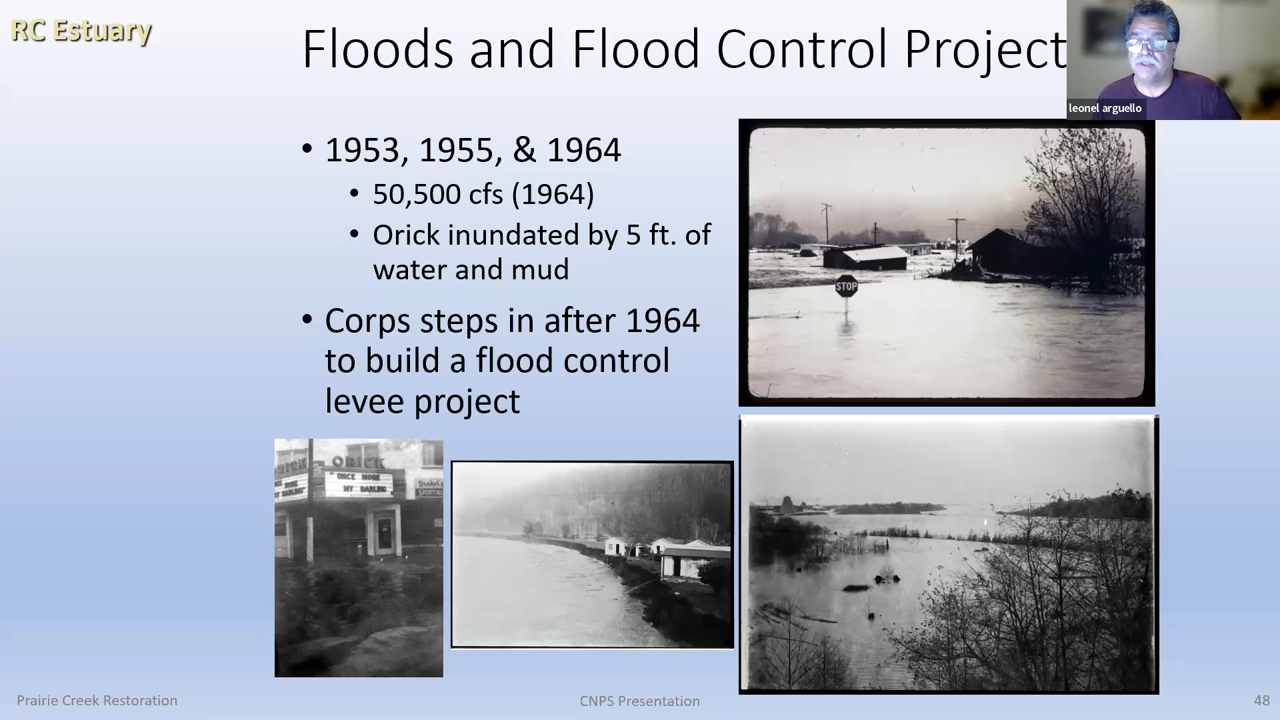 RC Estuary
Floods and Flood Control Project
leonel arguello
• 1953, 1955, & 1964
• 50,500 cfs (1964)
• Orick inundated by 5 ft. of
water and mud
• Corps steps in after 1964
to build a flood control
levee project
STOP
ORICK
ONCE MORE
MY DARLING
Prairie Creek Restoration
CNPS Presentation
48